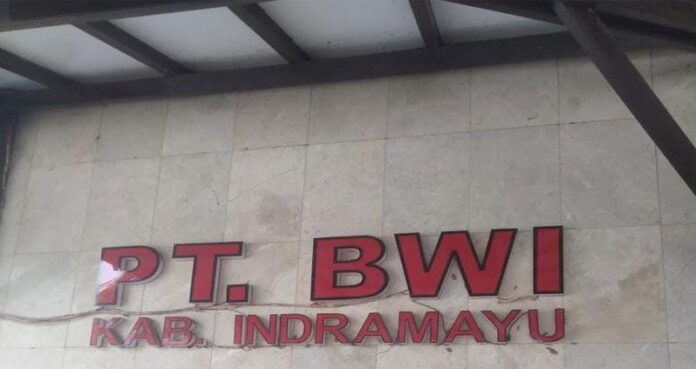 PT. BWI
KAB. INDRAMAYU